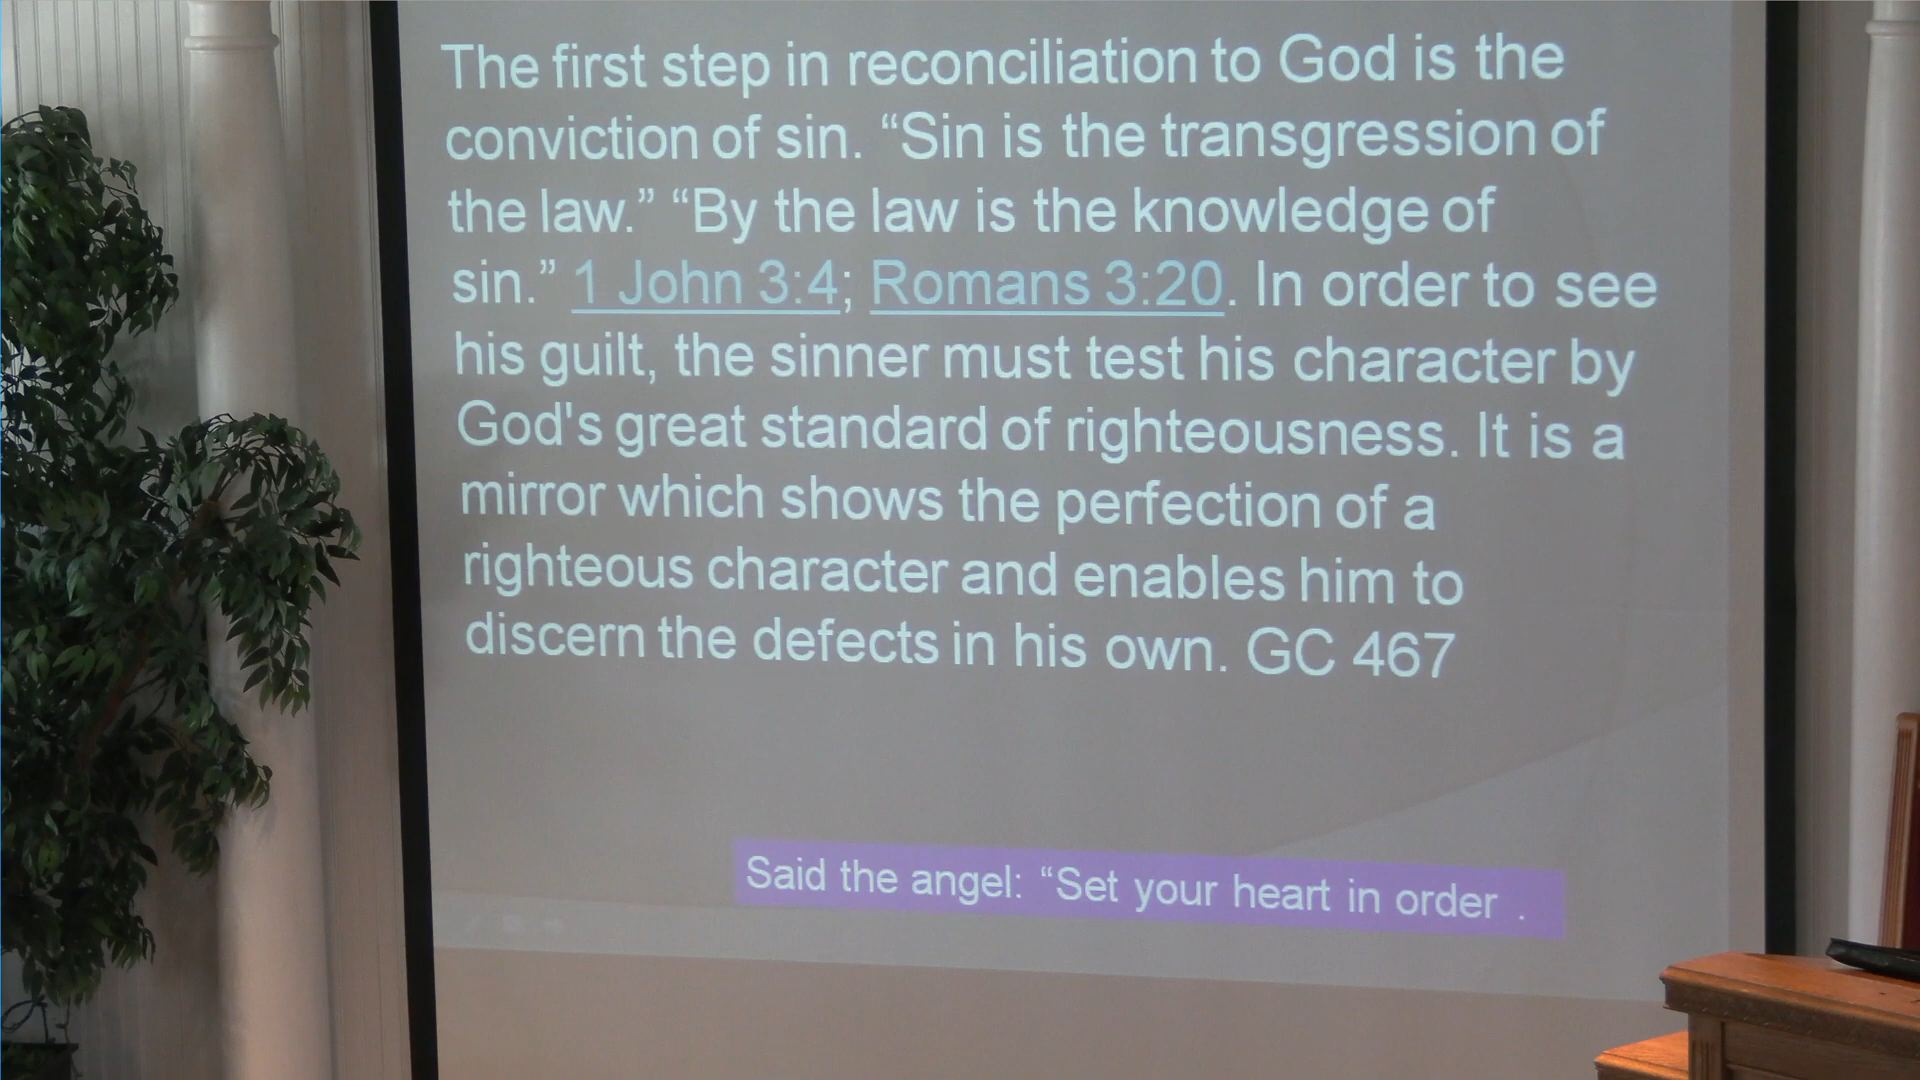 The first step in reconciliation to God is the
conviction of sin. “Sin is the transgression of
the law.” “By the law is the knowledge of
sin.” 1 John 3:4; Romans 3:20. In order to see
his guilt, the sinner must test his character by
God's great standard of righteousness. It is a
mirror which shows the perfection of a
righteous character and enables him to
discern the defects in his own. GC 467
Said the angel: “Set your heart in order .